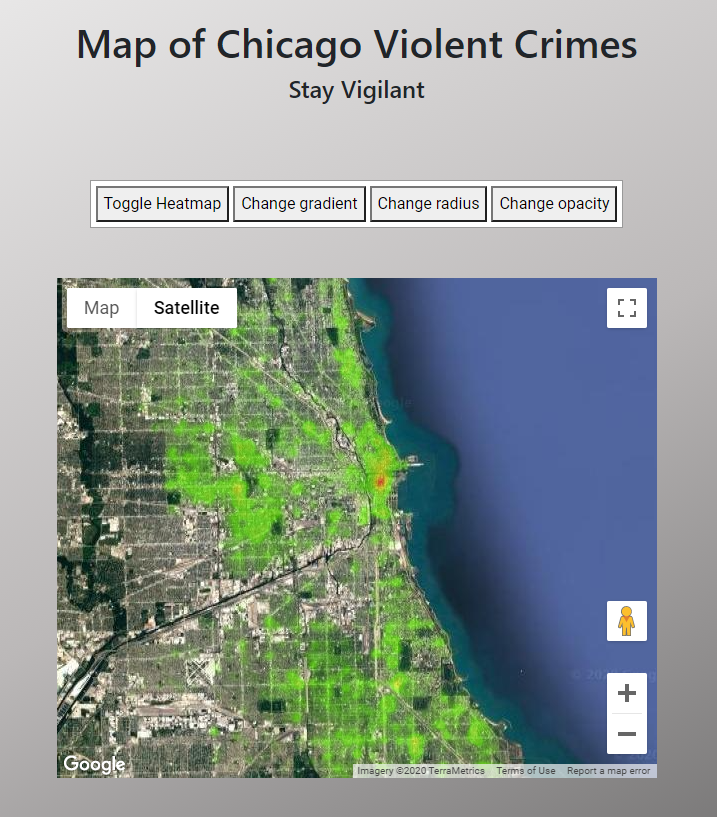 Map of Chicago Violent Crimes
Stay Vigilant
Toggle Heatmap Change gradient Change radius Change opacity
Map Satellite
Google
Imagery ©2020 TerraMetrics Terms of Use Report a map error